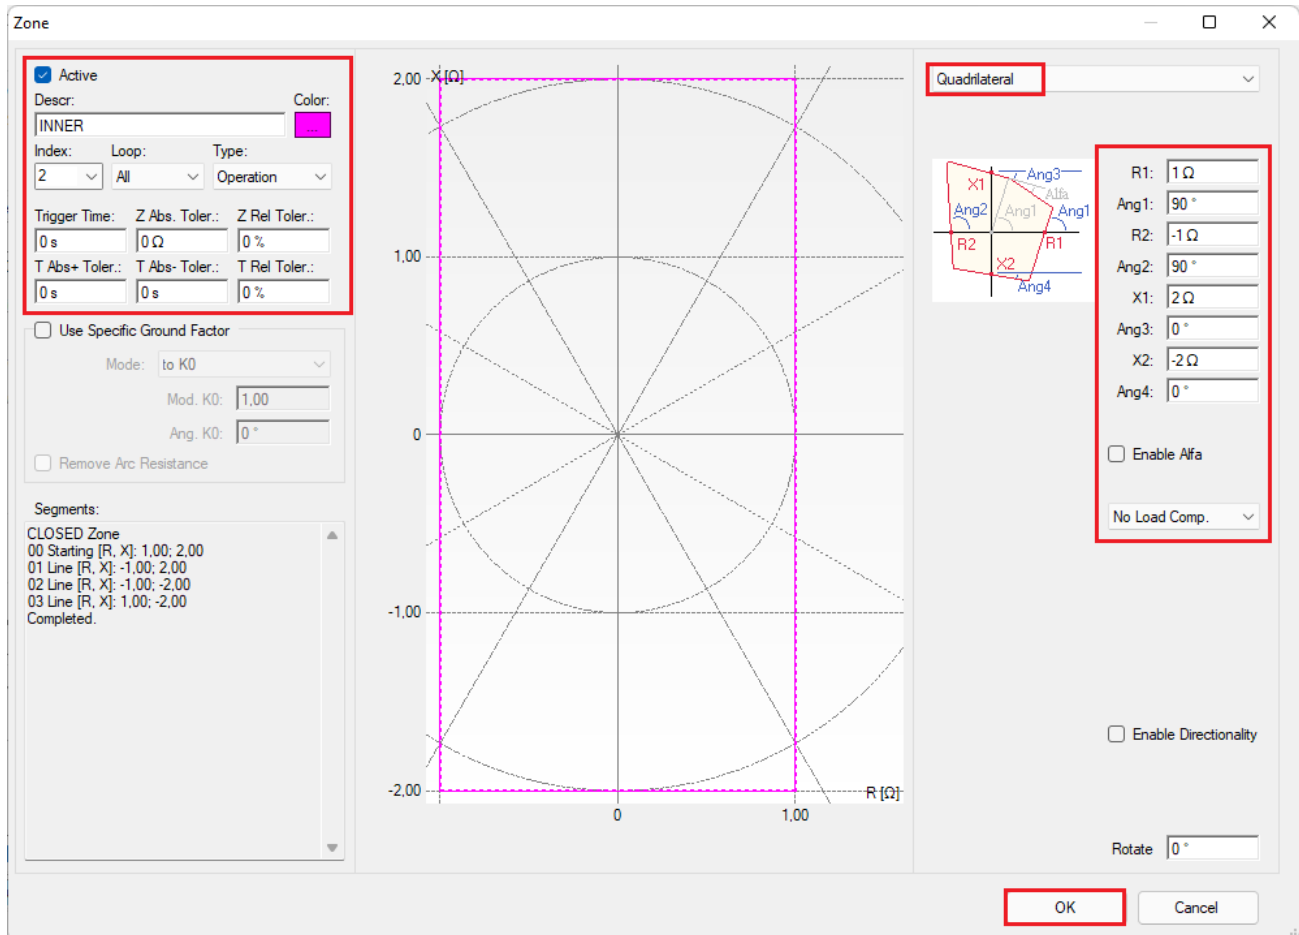 Zone
Active
Descr: Color:
INNER ...
Index: Loop: Type:
2 All Operation
Trigger Time: Z Abs. Toler.: Z Rel Toler.:
0 s 0 Ω 0 %
T Abs+ Toler.: T Abs- Toler.: T Rel Toler.:
0 s 0 s 0 %
Use Specific Ground Factor
Mode: to K0
Mod. K0: 1,00
Ang. K0: 0 °
Remove Arc Resistance
Segments:
CLOSED Zone
00 Starting [R, X]: 1,00; 2,00
01 Line [R, X]: -1,00; 2,00
02 Line [R, X]: -1,00; -2,00
03 Line [R, X]: 1,00; -2,00
Completed.
2,00 X [Ω]
1,00
0
-1,00
-2,00 R [Ω]
0 1,00
Quadrilateral
X1 Ang3
Alfa
Ang2 Ang1 Ang1
R2 R1
X2
Ang4
R1: 1 Ω
Ang1: 90 °
R2: -1 Ω
Ang2: 90 °
X1: 2 Ω
Ang3: 0 °
X2: -2 Ω
Ang4: 0 °
Enable Alfa
No Load Comp.
Enable Directionality
Rotate 0 °
OK Cancel